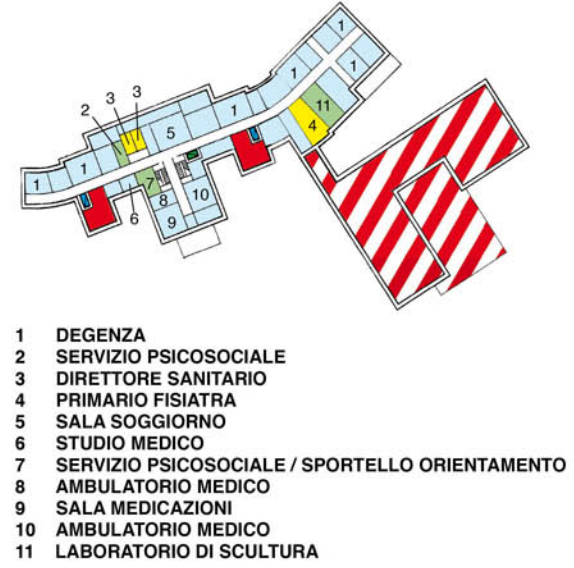 1
1
1
11
4
1
3
3
2
5
1
1
7
6
8
10
9
1 DEGENZA
2 SERVIZIO PSICOSOCIALE
3 DIRETTORE SANITARIO
4 PRIMARIO FISIATRA
5 SALA SOGGIORNO
6 STUDIO MEDICO
7 SERVIZIO PSICOSOCIALE / SPORTELLO ORIENTAMENTO
8 AMBULATORIO MEDICO
9 SALA MEDICAZIONI
10 AMBULATORIO MEDICO
11 LABORATORIO DI SCULTURA